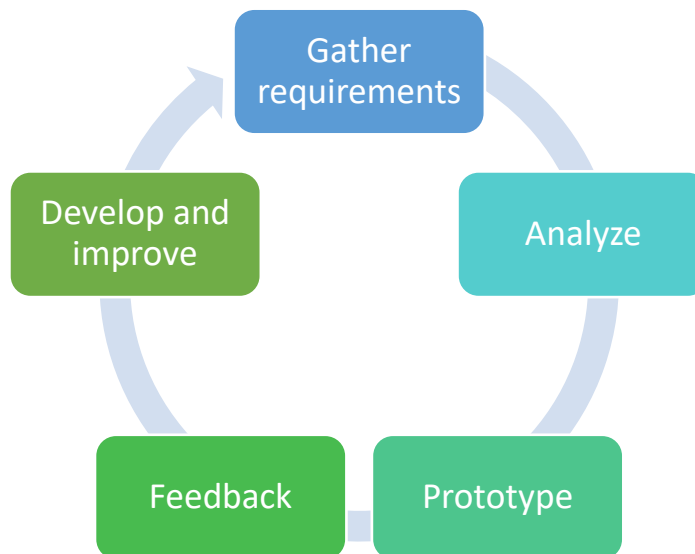 Gather
requirements
Analyze
Prototype
Feedback
Develop and
improve